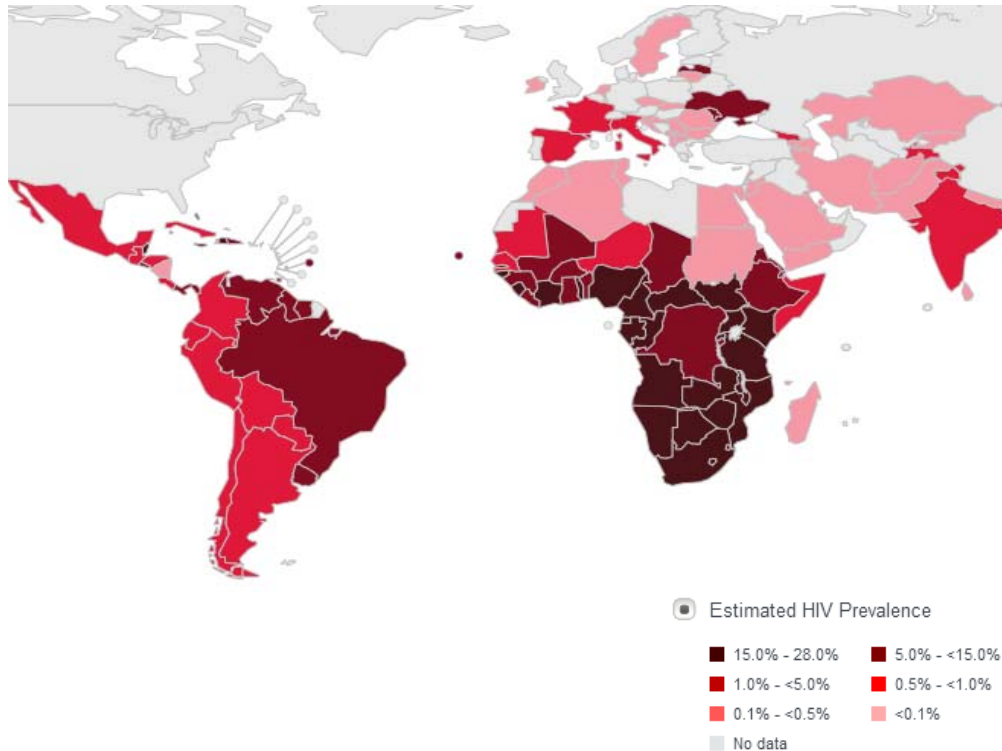 Estimated HIV Prevalence
15.0% - 28.0%
5.0% - <15.0%
1.0% - <5.0%
0.5% - <1.0%
0.1% - <0.5%
<0.1%
No data